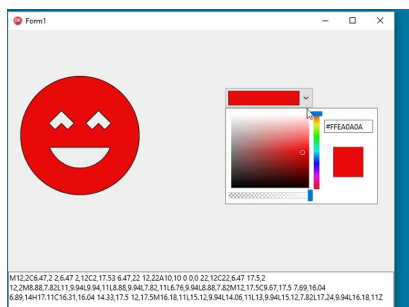 Form1
#FFEA0A0A
M12,2C6.47,2 2,6.47 2,12C2,17.53 6.47,22 12,22A10,10 0 0,0 22,12C22,6.47 17.5,2
12,2M8.88,7.82L11,9.94L9.94,11L8.88,9.94L7.82,11L6.76,9.94L8.88,7.82M12,17.5C9.67,17.5 7.69,16.04
6.89,14H17.11C16.31,16.04 14.33,17.5 12,17.5M16.18,11L15.12,9.94L14.06,11L13,9.94L15.12,7.82L17.24,9.94L16.18,11Z